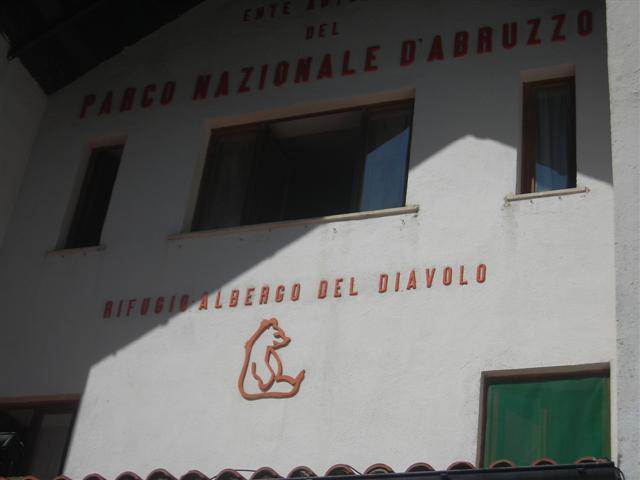 ENTE
DEL
PARCO NAZIONALE D'ABRUZZO
RIFUGIO-ALBERGO DEL DIAVOLO